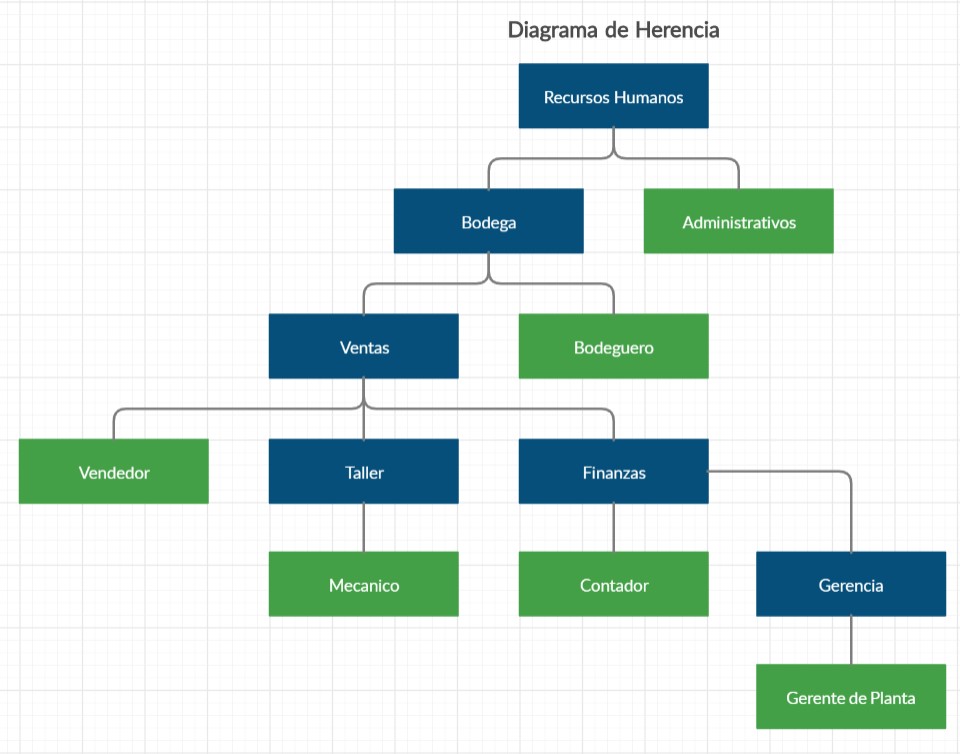 Diagrama de Herencia
Recursos Humanos
Bodega
Administrativos
Ventas
Bodeguero
Vendedor
Taller
Finanzas
Mecanico
Contador
Gerencia
Gerente de Planta